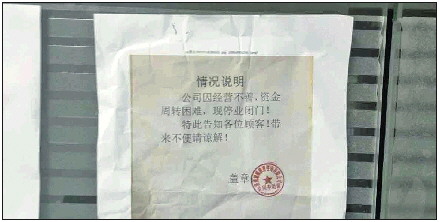 情况说明
公司因经营不善,资金
周转困难,现停业闭门!
特此告知各位顾客!带
来不便请谅解!
盖章